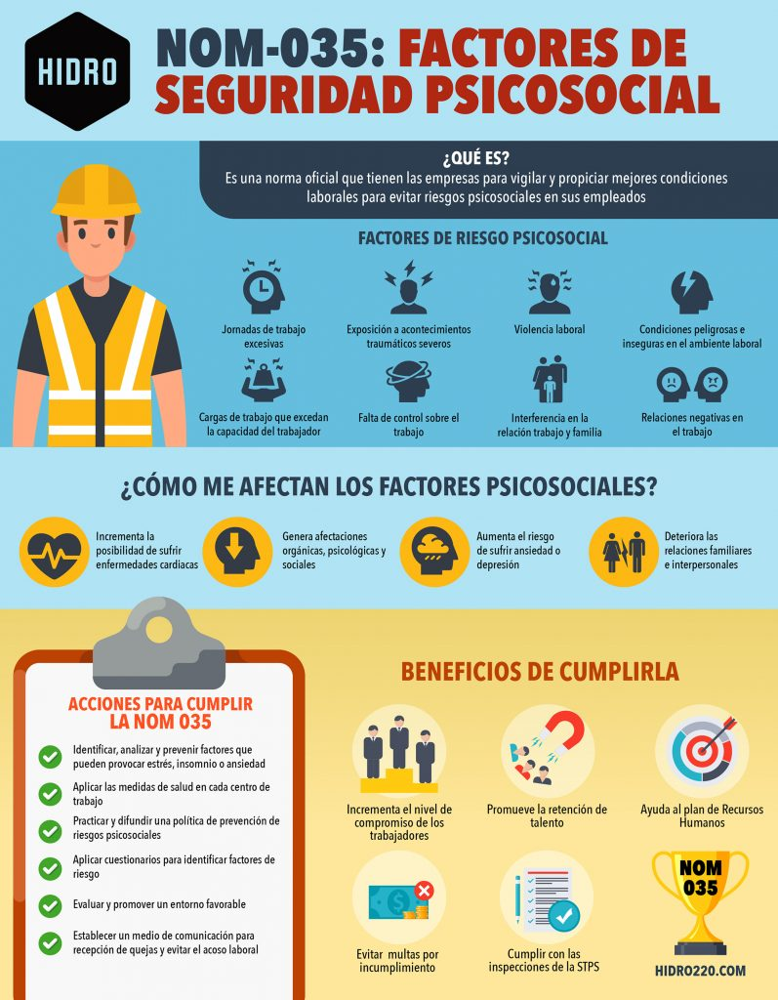 HIDRO
NOM-035: FACTORES DE
SEGURIDAD PSICOSOCIAL
¿QUÉ ES?
Es una norma oficial que tienen las empresas para vigilar y propiciar mejores condiciones
laborales para evitar riesgos psicosociales en sus empleados
FACTORES DE RIESGO PSICOSOCIAL
Jornadas de trabajo
excesivas
Exposición a acontecimientos
traumáticos severos
Violencia laboral
Condiciones peligrosas e
inseguras en el ambiente laboral
Cargas de trabajo que excedan
la capacidad del trabajador
Falta de control sobre el
trabajo
Interferencia en la
relación trabajo y familia
Relaciones negativas en
el trabajo
¿CÓMO ME AFECTAN LOS FACTORES PSICOSOCIALES?
Incrementa la
posibilidad de sufrir
enfermedades cardiacas
Genera afectaciones
orgánicas, psicológicas y
sociales
Aumenta el riesgo
de sufrir ansiedad o
depresión
Deteriora las
relaciones familiares
e interpersonales
ACCIONES PARA CUMPLIR
LA NOM 035
Identificar, analizar y prevenir factores que
pueden provocar estrés, insomnio o ansiedad
Aplicar las medidas de salud en cada centro de
trabajo
Practicar y difundir una política de prevención de
riesgos psicosociales
Aplicar cuestionarios para identificar factores de
riesgo
Evaluar y promover un entorno favorable
Establecer un medio de comunicación para
recepción de quejas y evitar el acoso laboral
BENEFICIOS DE CUMPLIRLA
Incrementa el nivel de
compromiso de los
trabajadores
Promueve la retención de
talento
Ayuda al plan de Recursos
Humanos
Evitar multas por
incumplimiento
Cumplir con las
inspecciones de la STPS
NOM
035
HIDRO220.COM